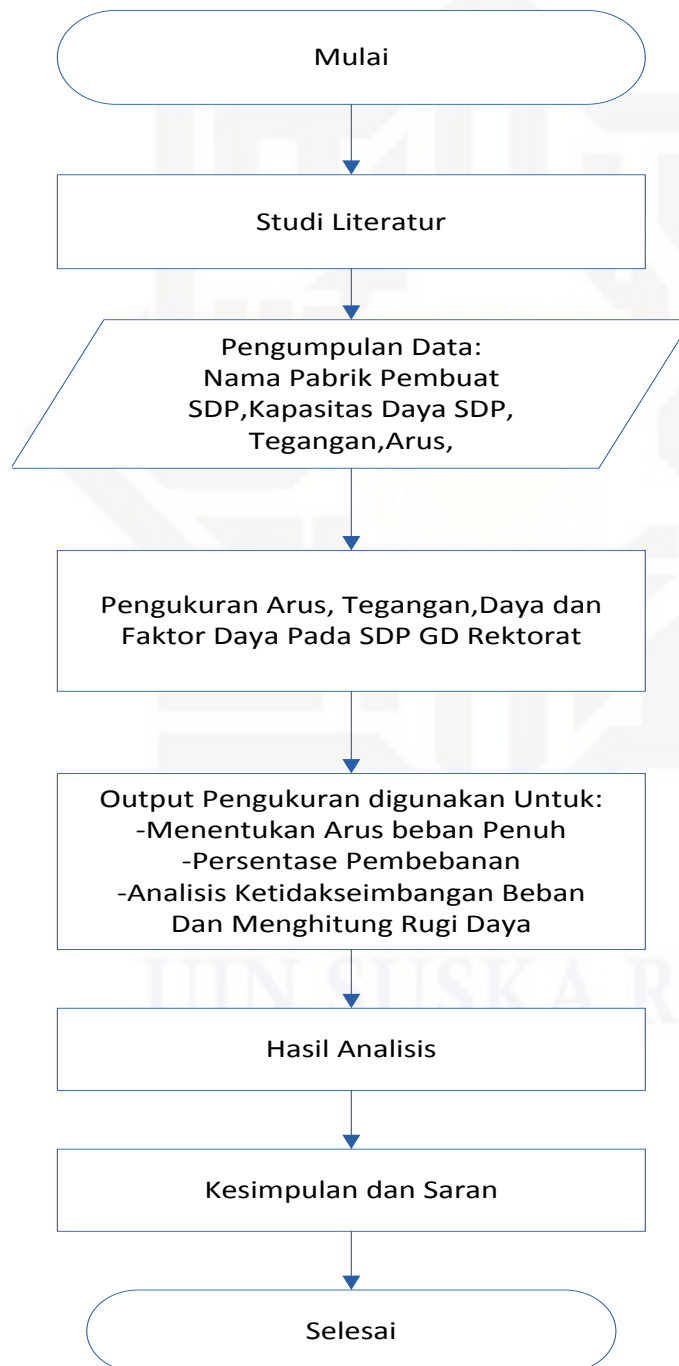 Mulai
Studi Literatur
Pengumpulan Data:
Nama Pabrik Pembuat
SDP,Kapasitas Daya SDP,
Tegangan,Arus,
Pengukuran Arus, Tegangan,Daya dan
Faktor Daya Pada SDP GD Rektorat
Output Pengukuran digunakan Untuk:
-Menentukan Arus beban Penuh
-Persentase Pembebanan
-Analisis Ketidakseimbangan Beban
Dan Menghitung Rugi Daya
UIN SUSKA R
Hasil Analisis
Kesimpulan dan Saran
Selesai